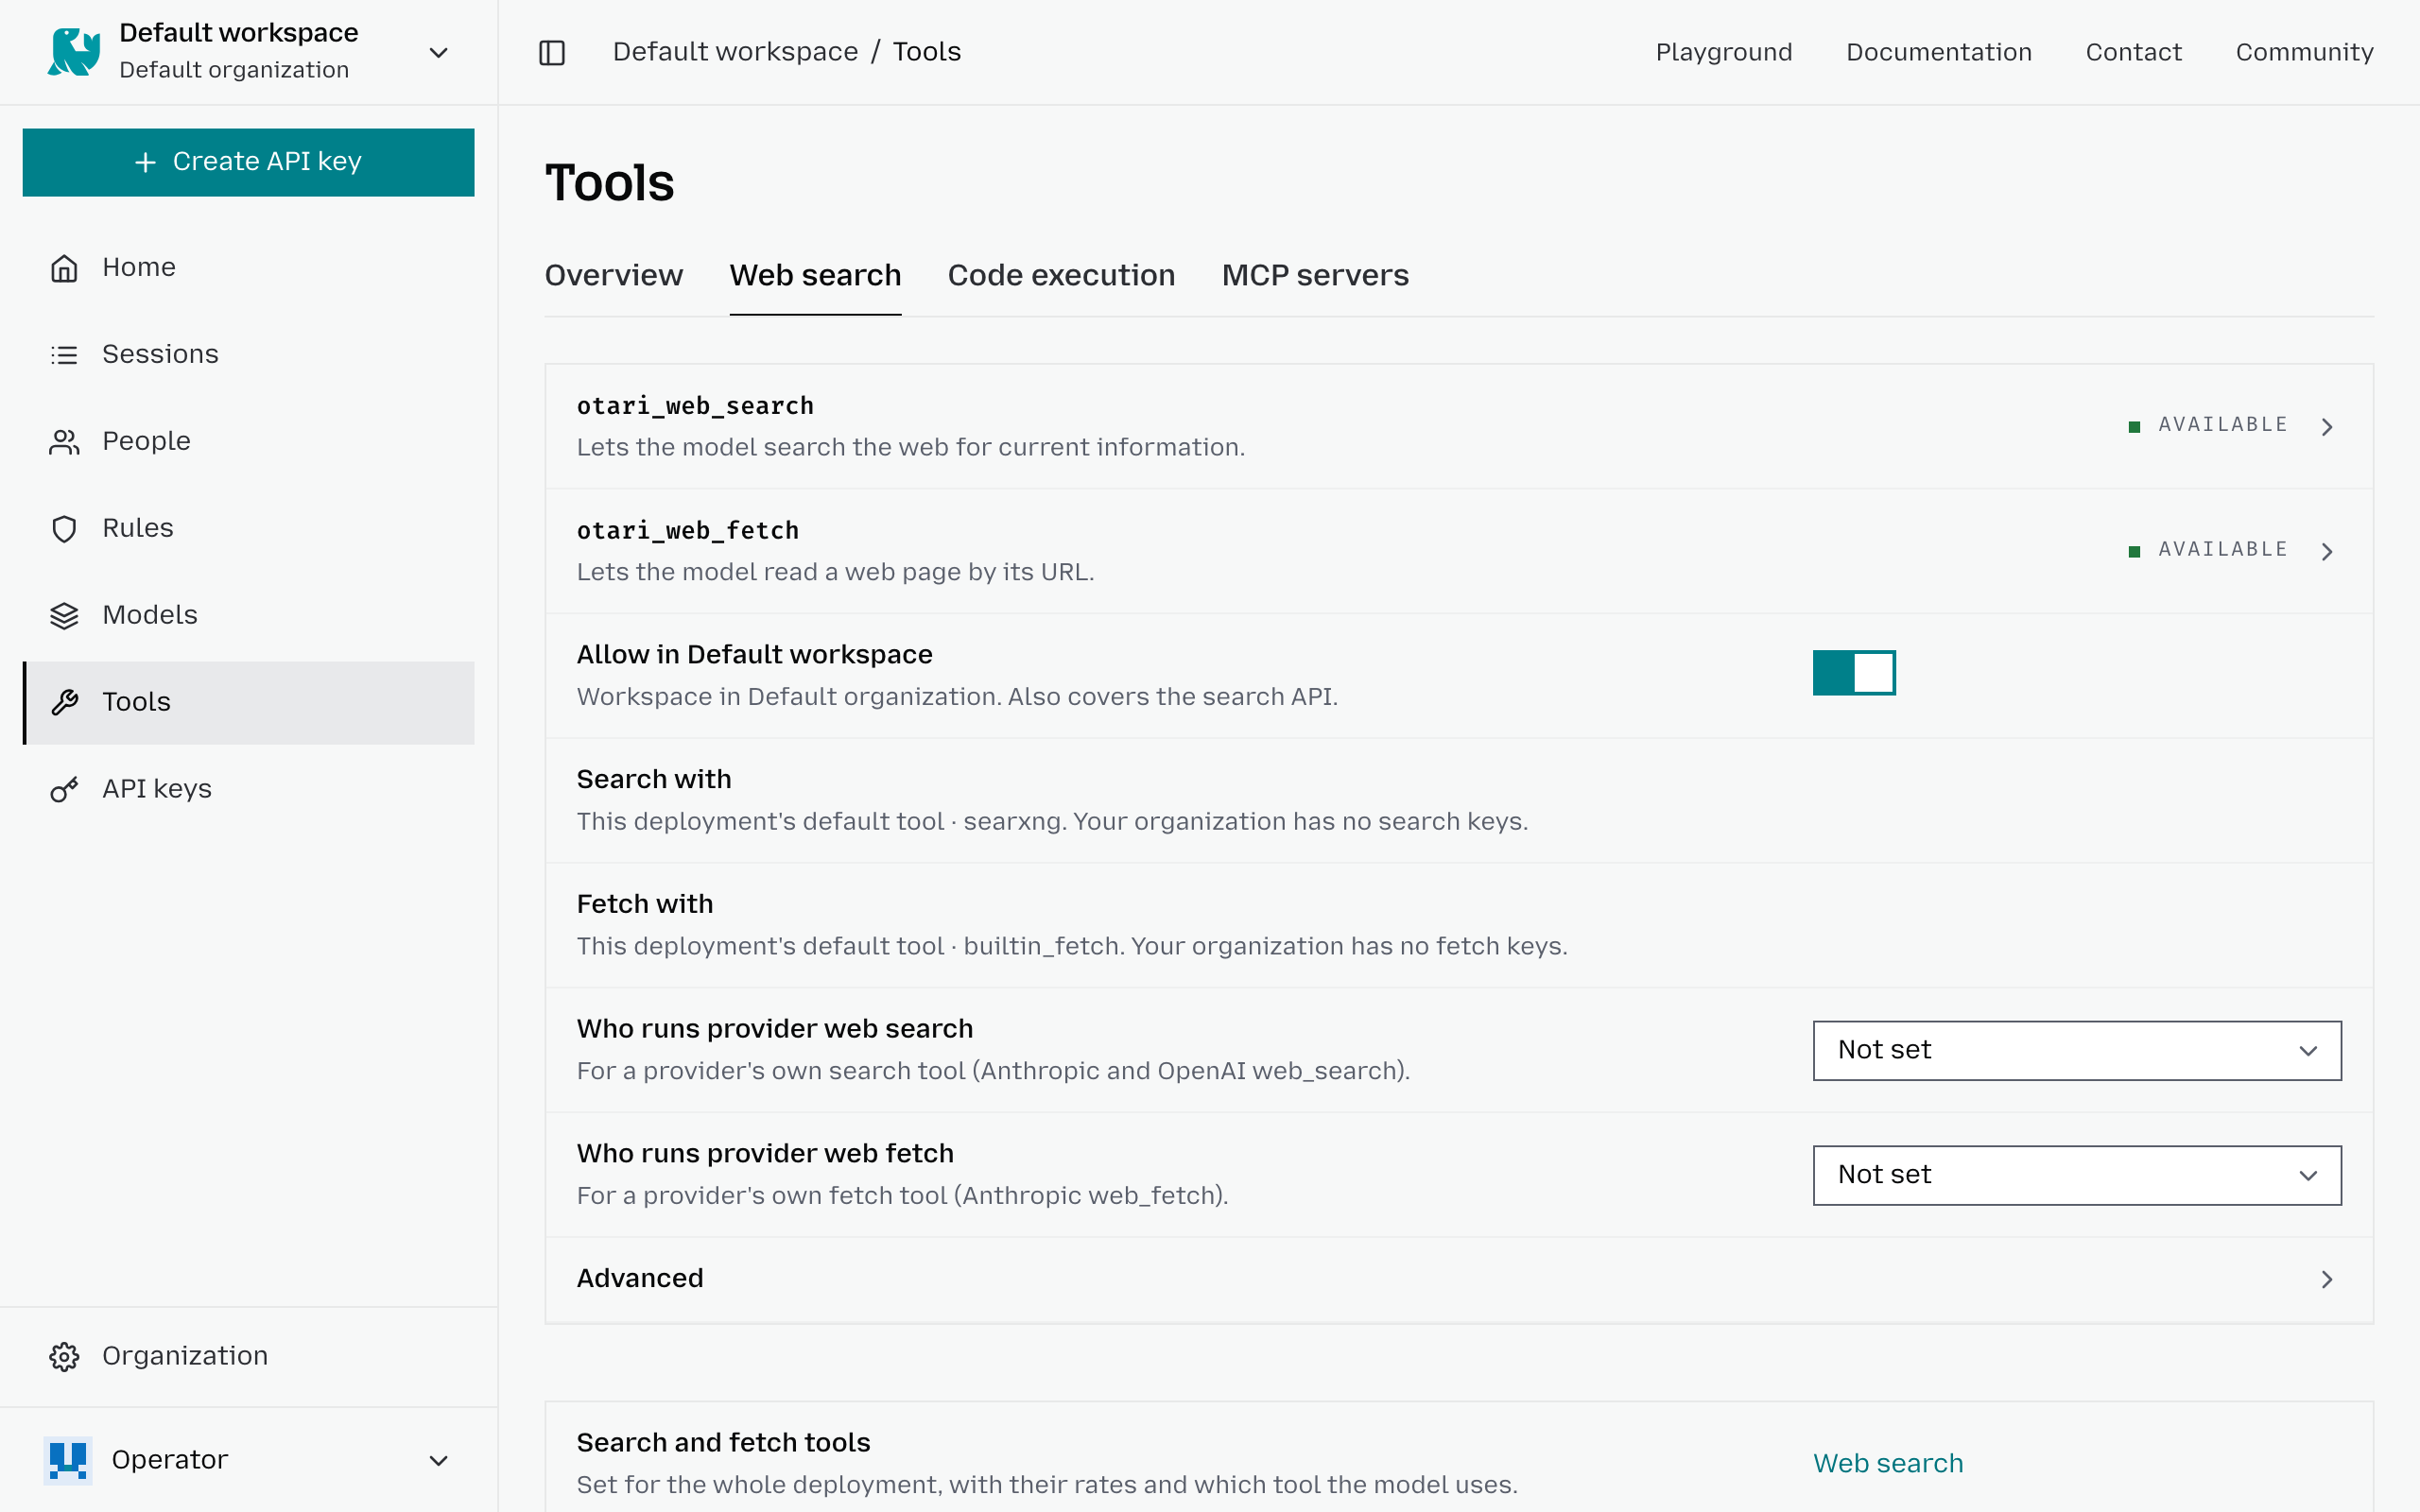 Default workspace
Default organization
Default workspace / Tools
Playground
Documentation
Contact
Community
+ Create API key
Home
Sessions
People
Rules
Models
Tools
API keys
Organization
Operator
Tools
Overview
Web search
Code execution
MCP servers
otari_web_search
Lets the model search the web for current information.
AVAILABLE
otari_web_fetch
Lets the model read a web page by its URL.
AVAILABLE
Allow in Default workspace
Workspace in Default organization. Also covers the search API.
Search with
This deployment's default tool · searxng. Your organization has no search keys.
Fetch with
This deployment's default tool · builtin_fetch. Your organization has no fetch keys.
Who runs provider web search
For a provider's own search tool (Anthropic and OpenAI web_search).
Not set
Who runs provider web fetch
For a provider's own fetch tool (Anthropic web_fetch).
Not set
Advanced
Search and fetch tools
Set for the whole deployment, with their rates and which tool the model uses.
Web search